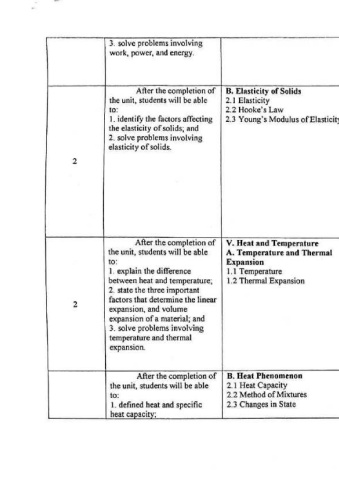 3. solve problems involving
work, power, and energy.
2
After the completion of
the unit, students will be able
to:
1. identify the factors affecting
the elasticity of solids; and
2. solve problems involving
elasticity of solids.
B. Elasticity of Solids
2.1 Elasticity
2.2 Hooke's Law
2.3 Young's Modulus of Elasticity
2
After the completion of
the unit, students will be able
to:
1. explain the difference
between heat and temperature;
2. state the three important
factors that determine the linear
expansion, and volume
expansion of a material; and
3. solve problems involving
temperature and thermal
expansion.
V. Heat and Temperature
A. Temperature and Thermal
Expansion
1.1 Temperature
1.2 Thermal Expansion
After the completion of
the unit, students will be able
to:
1. defined heat and specific
heat capacity;
B. Heat Phenomenon
2.1 Heat Capacity
2.2 Method of Mixtures
2.3 Changes in State